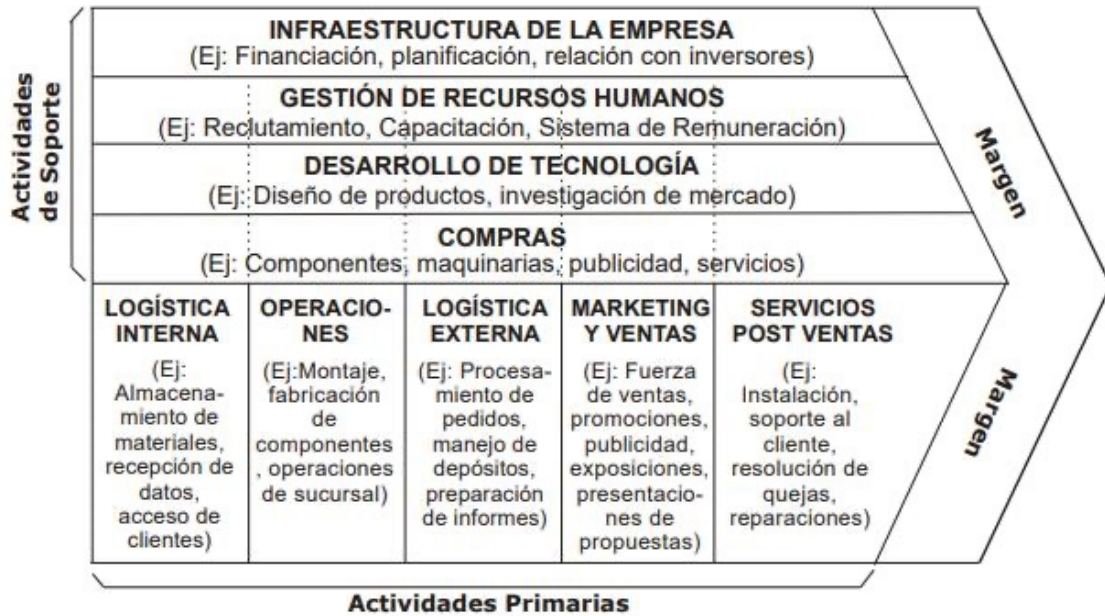 Actividades
de Soporte
INFRAESTRUCTURA DE LA EMPRESA
(Ej: Financiación, planificación, relación con inversores)
GESTIÓN DE RECURSOS HUMANOS
(Ej: Reclutamiento, Capacitación, Sistema de Remuneración)
DESARROLLO DE TECNOLOGÍA
(Ej: Diseño de productos, investigación de mercado)
COMPRAS
(Ej: Componentes, maquinarias, publicidad, servicios)
Margen
LOGÍSTICA
INTERNA
(Ej:
Almacena-
miento de
materiales,
recepción de
datos,
acceso de
clientes)
OPERACIO-
NES
(Ej:Montaje,
fabricación
de
componentes
, operaciones
de sucursal)
LOGÍSTICA
EXTERNA
(Ej: Procesa-
miento de
pedidos,
manejo de
depósitos,
preparación
de informes)
MARKETING
Y VENTAS
(Ej: Fuerza
de ventas,
promociones,
publicidad,
exposiciones,
presentacio-
nes de
propuestas)
SERVICIOS
POST VENTAS
(Ej:
Instalación,
soporte al
cliente,
resolución de
quejas,
reparaciones)
Margen
Actividades Primarias